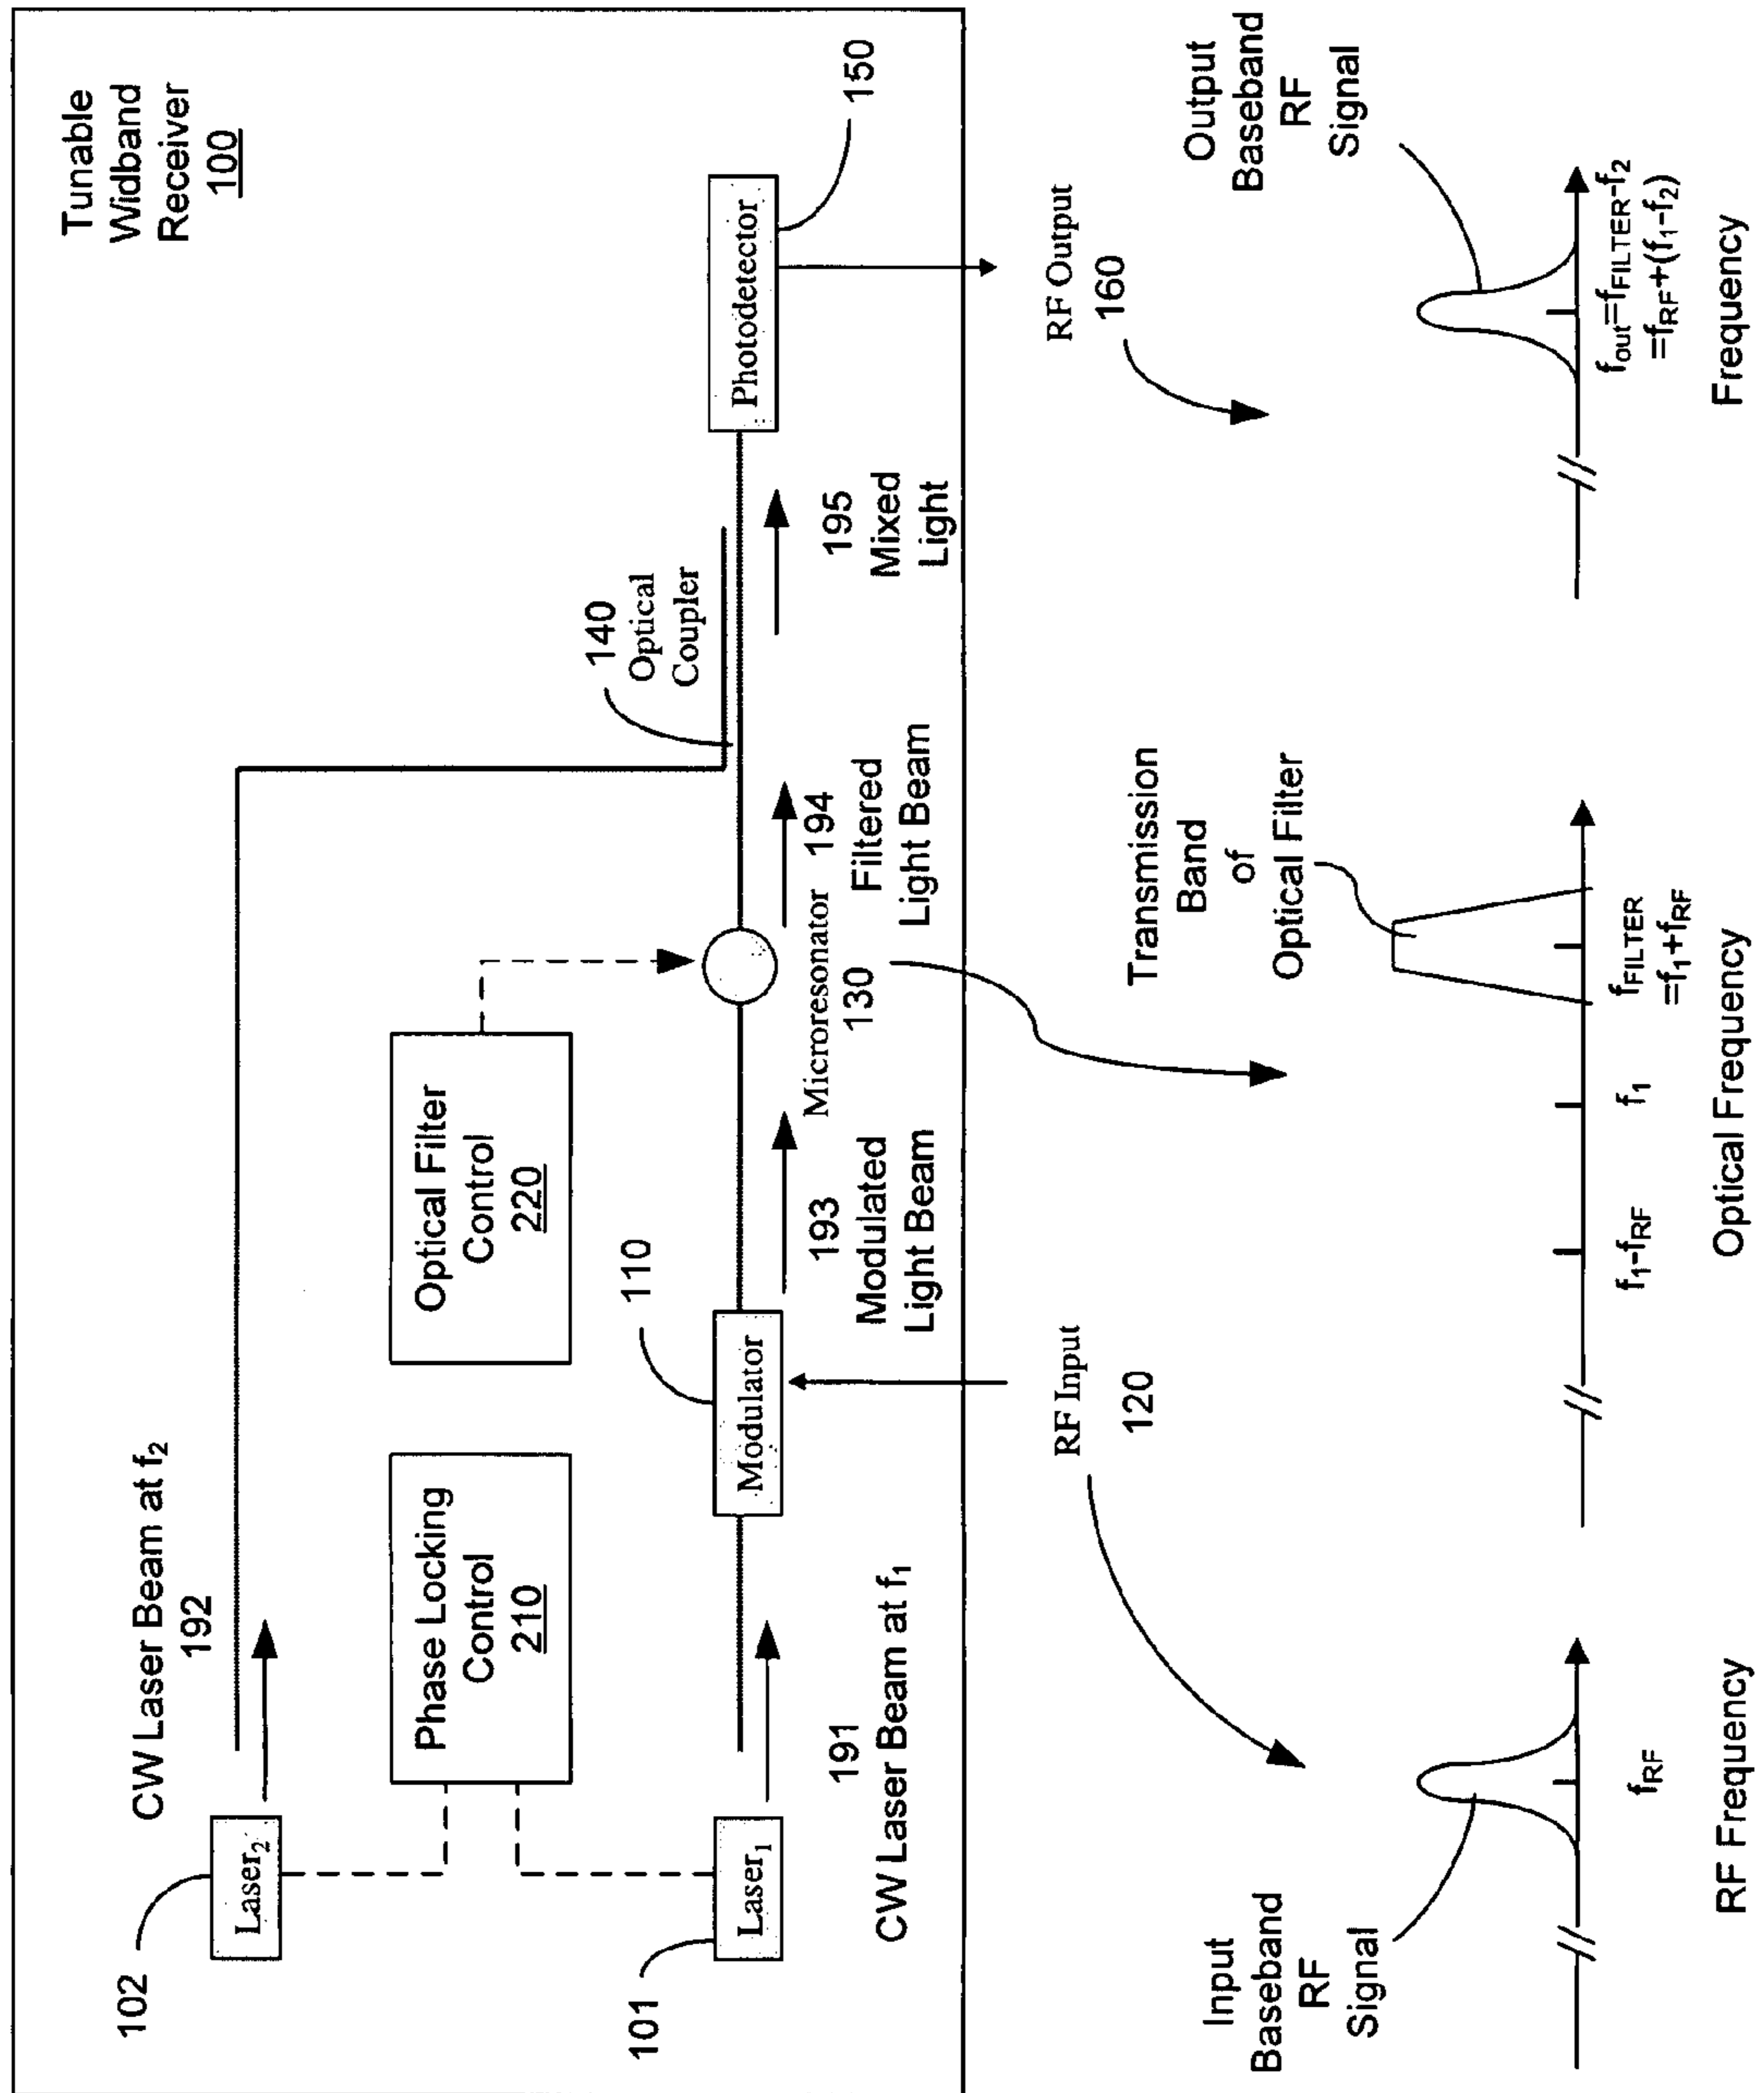 Tunable
Widband
Receiver
100
102
Laser2
CW Laser Beam at f2
192
Phase Locking
Control
210
Optical Filter
Control
220
101
Laser1
191
CW Laser Beam at f1
110
Modulator
193
Modulated
Light Beam
Microresonator
130
194
Filtered
Light Beam
140
Optical
Coupler
195
Mixed
Light
Photodetector
150
RF Input
120
RF Output
160
Input
Baseband
RF
Signal
fRF
RF Frequency
Transmission
Band
of
Optical Filter
f1-fRF
f1
fFILTER
=f1+fRF
Optical Frequency
Output
Baseband
RF
Signal
fout=fFILTER-f2
=fRF+(f1-f2)
Frequency